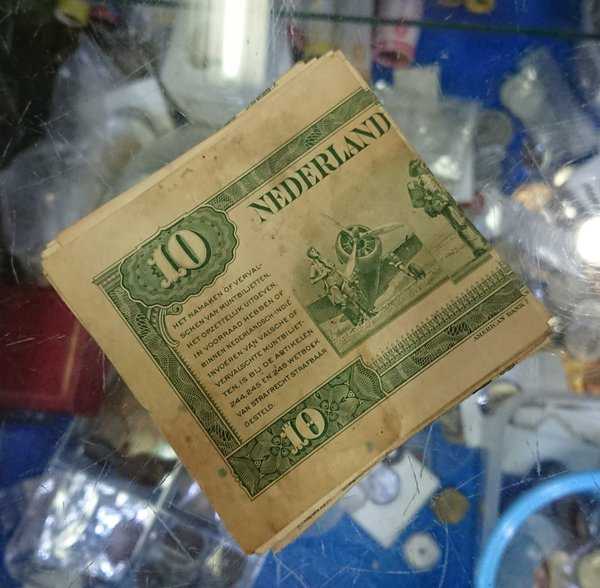 NEDERLAND
10
HET NAMAKEN OF VERVAL-
SCHEN VAN MUNTBILJETTEN,
HET OPZETTELIJK UITGEVEN,
IN VOORRAAD HEBBEN OF
BINNEN NEDERLANDSCH-INDIË
INVOEREN VAN VALSCHE OF
VERVALSCHTE MUNTBILJET-
TEN, IS BIJ DE ARTIKELEN
244, 245 EN 246 WETBOEK
VAN STRAFRECHT STRAFBAAR
GESTELD.
10
AMERICAN BANK